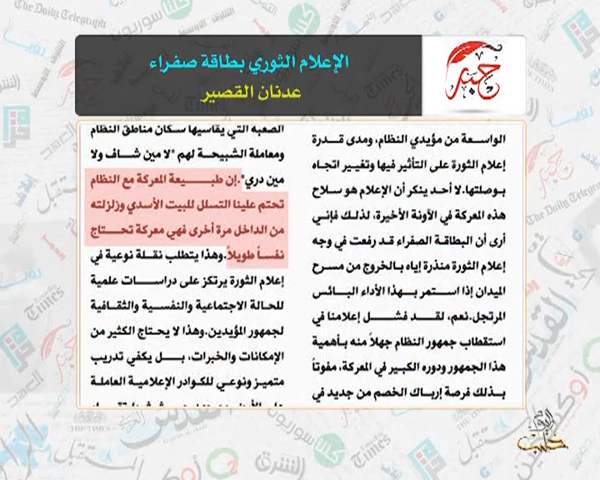 الإعلام الثوري بطاقة صفراء
عدنان القصير
حبر
الواسعة من مؤيدي النظام، ومدى قدرة
إعلام الثورة على التأثير فيها وتغيير اتجاه
بوصلتها.لا أحد ينكر أن الإعلام هو سلاح
هذه المعركة في الآونة الأخيرة، لذلك فإنني
أرى أن البطاقة الصفراء قد رفعت في وجه
إعلام الثورة منذرة إياه بالخروج من مسرح
الميدان إذا استمر بهذا الأداء البائس
المرتجل.نعم، لقد فشل إعلامنا في
استقطاب جمهور النظام جهلاً منه بأهمية
هذا الجمهور ودوره الكبير في المعركة، مفوتاً
بذلك فرصة إرباك الخصم من جديد في
الصعبة التي يقاسيها سكان مناطق النظام
ومعاملة الشبيحة لهم "لا مين شاف ولا
مين دري".إن طبيعة المعركة مع النظام
تحتم علينا التسلل للبيت الأسدي وزلزلته
من الداخل مرة أخرى فهي معركة تحتاج
نفساً طويلاً.وهذا يتطلب نقلة نوعية في
إعلام الثورة يرتكز على دراسات علمية
للحالة الاجتماعية والنفسية والثقافية
لجمهور المؤيدين.وهذا لا يحتاج الكثير من
الإمكانات والخبرات، بل يكفي تدريب
متميز ونوعي للكوادر الإعلامية العاملة